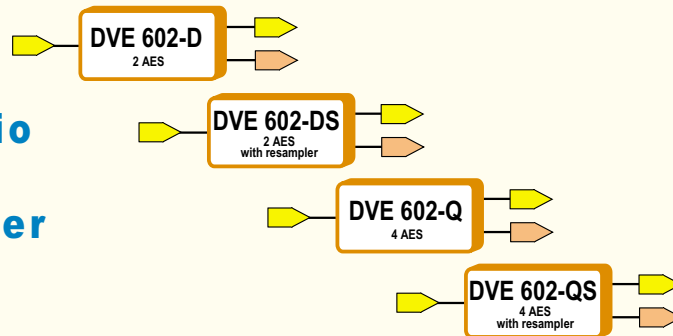 DVE 602-D
2 AES
io
DVE 602-DS
2 AES
with resampler
er
DVE 602-Q
4 AES
DVE 602-QS
4 AES
with resampler